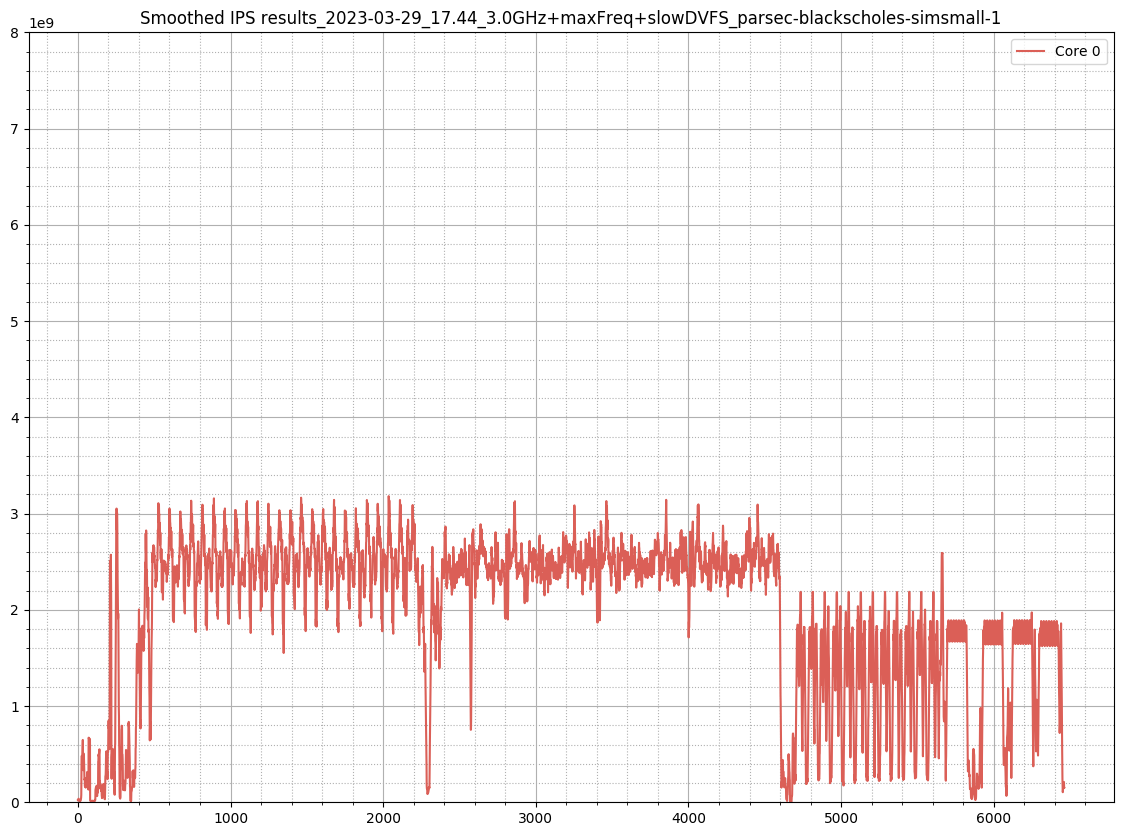 Smoothed IPS results_2023-03-29_17.44_3.0GHz+maxFreq+slowDVFS_parsec-blackscholes-simsmall-1
1e9
Core 0
8
7
6
5
4
3
2
1
0
0 1000 2000 3000 4000 5000 6000